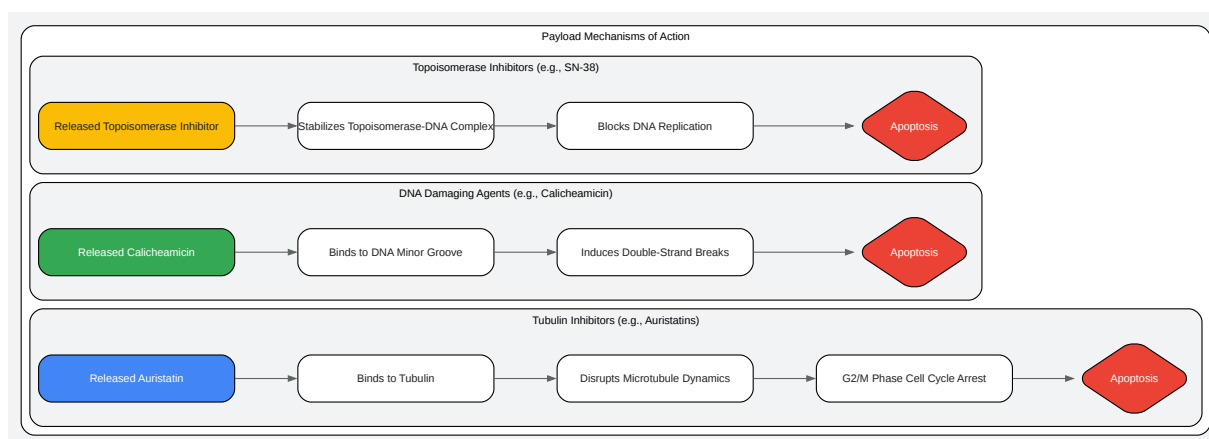 Payload Mechanisms of Action
Topoisomerase Inhibitors (e.g., SN-38)
Released Topoisomerase Inhibitor
Stabilizes Topoisomerase-DNA Complex
Blocks DNA Replication
Apoptosis
DNA Damaging Agents (e.g., Calicheamicin)
Released Calicheamicin
Binds to DNA Minor Groove
Induces Double-Strand Breaks
Apoptosis
Tubulin Inhibitors (e.g., Auristatins)
Released Auristatin
Binds to Tubulin
Disrupts Microtubule Dynamics
G2/M Phase Cell Cycle Arrest
Apoptosis